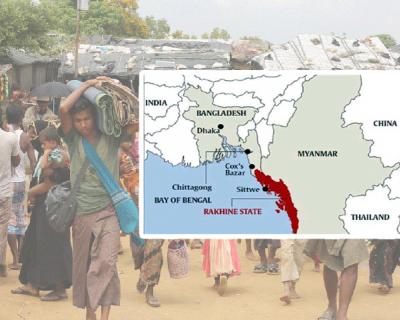 INDIA
BANGLADESH
CHINA
Dhaka
MYANMAR
Cox's
Bazar
Chittagong
Sittwe
BAY OF BENGAL
RAKHINE STATE
THAILAND